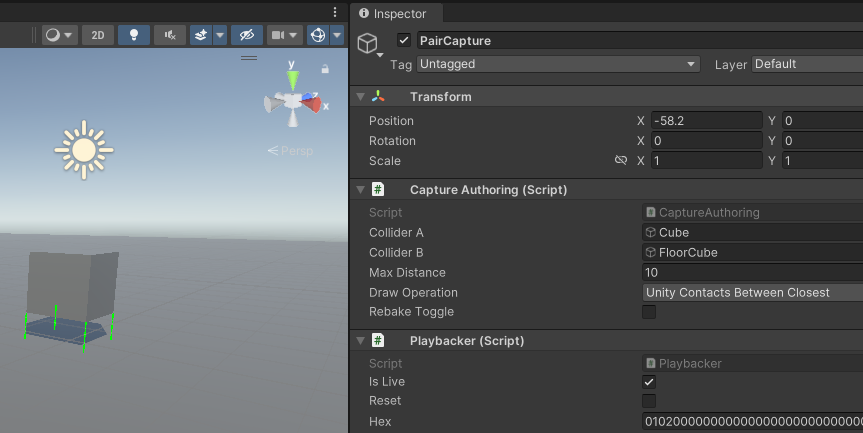 Inspector
2D
PairCapture
Tag Untagged Layer Default
y
z
x
Persp
Transform
Position X -58.2 Y 0
Rotation X 0 Y 0
Scale X 1 Y 1
# Capture Authoring (Script)
Script CaptureAuthoring
Collider A Cube
Collider B FloorCube
Max Distance 10
Draw Operation Unity Contacts Between Closest
Rebake Toggle
# Playbacker (Script)
Script Playbacker
Is Live
Reset